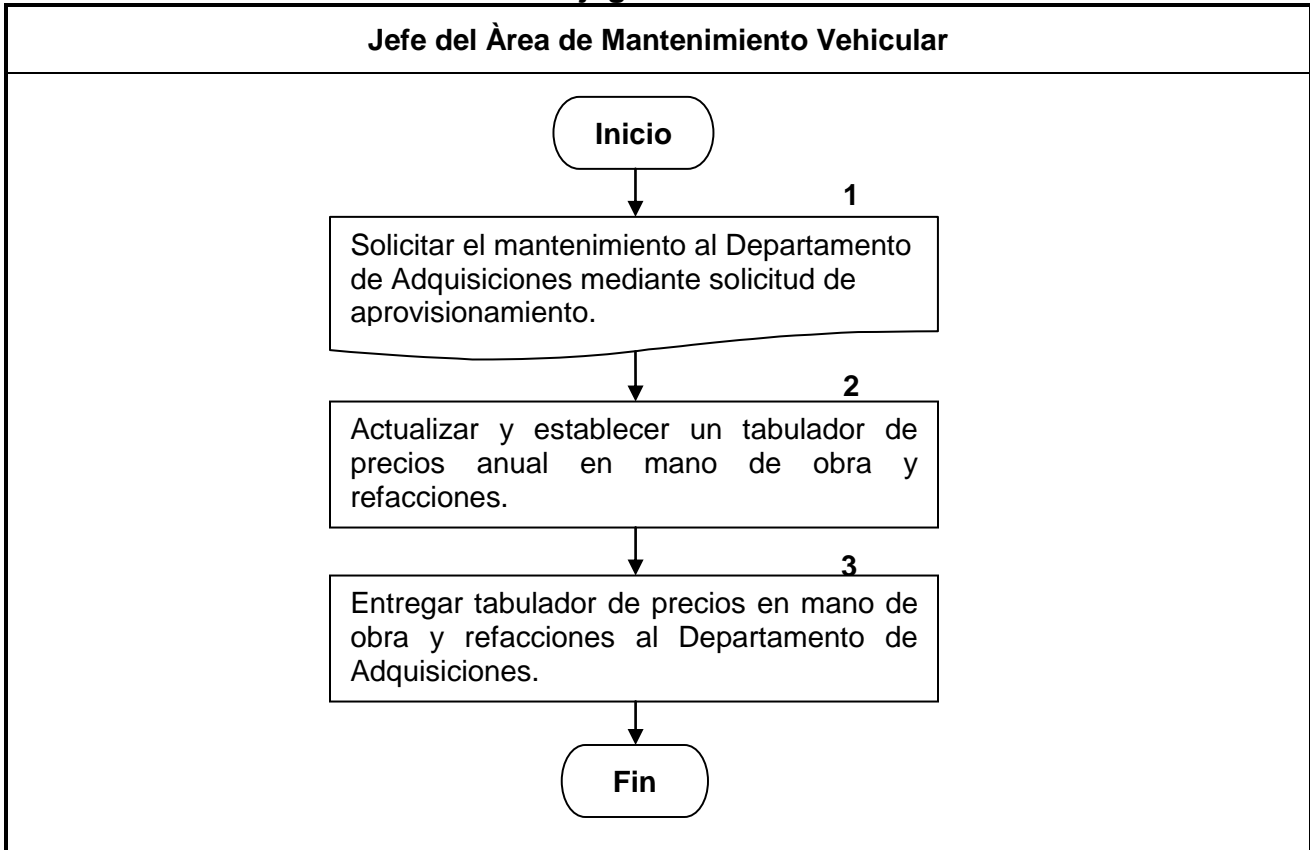 Jefe del Àrea de Mantenimiento Vehicular
Inicio
1
Solicitar el mantenimiento al Departamento
de Adquisiciones mediante solicitud de
aprovisionamiento.
2
Actualizar y establecer un tabulador de
precios anual en mano de obra y
refacciones.
3
Entregar tabulador de precios en mano de
obra y refacciones al Departamento de
Adquisiciones.
Fin